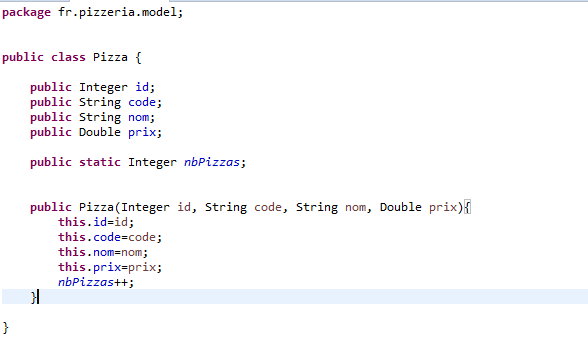 package fr.pizzeria.model;
public class Pizza {
public Integer id;
public String code;
public String nom;
public Double prix;
public static Integer nbPizzas;
public Pizza(Integer id, String code, String nom, Double prix){
this.id=id;
this.code=code;
this.nom=nom;
this.prix=prix;
nbPizzas++;
}
}